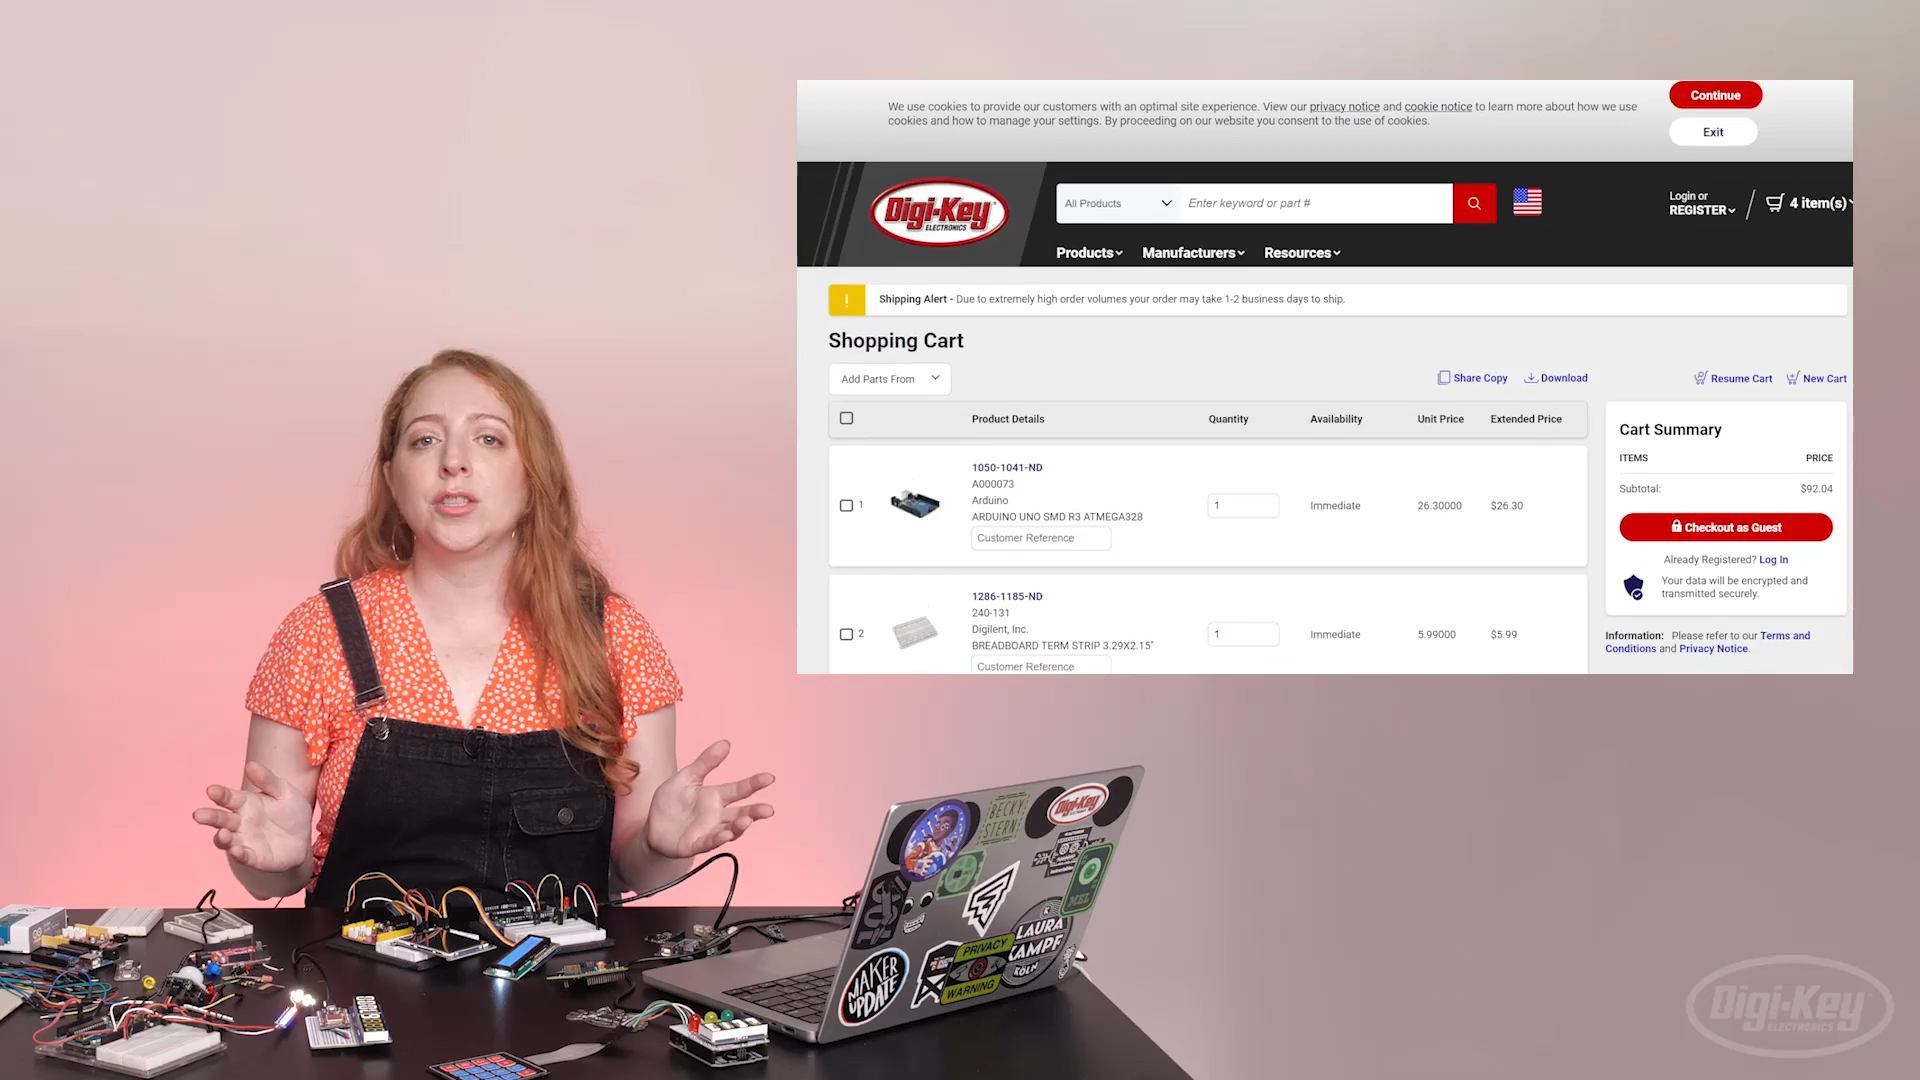 We use cookies to provide our customers with an optimal site experience. View our privacy notice and cookie notice to learn more about how we use
cookies and how to manage your settings. By proceeding on our website you consent to the use of cookies.
Continue
Exit
Digi-Key
ELECTRONICS
All Products
Enter keyword or part #
Login or
REGISTER
4 item(s)
Products
Manufacturers
Resources
! Shipping Alert - Due to extremely high order volumes your order may take 1-2 business days to ship.
Shopping Cart
Add Parts From
Share Copy
Download
Resume Cart
New Cart
Product Details Quantity Availability Unit Price Extended Price
1
1050-1041-ND
A000073
Arduino
ARDUINO UNO SMD R3 ATMEGA328
Customer Reference
1 Immediate 26.30000 $26.30
2
1286-1185-ND
240-131
Digilent, Inc.
BREADBOARD TERM STRIP 3.29X2.15"
Customer Reference
1 Immediate 5.99000 $5.99
Cart Summary
ITEMS PRICE
Subtotal: $92.04
Checkout as Guest
Already Registered? Log In
Your data will be encrypted and
transmitted securely.
Information: Please refer to our Terms and
Conditions and Privacy Notice.
BECKY
STERN
Digi-Key
ELECTRONICS
MAKER
UPDATE
PRIVACY
WARNING
LAURA
KAMPF
KÖLN
Digi-Key
ELECTRONICS